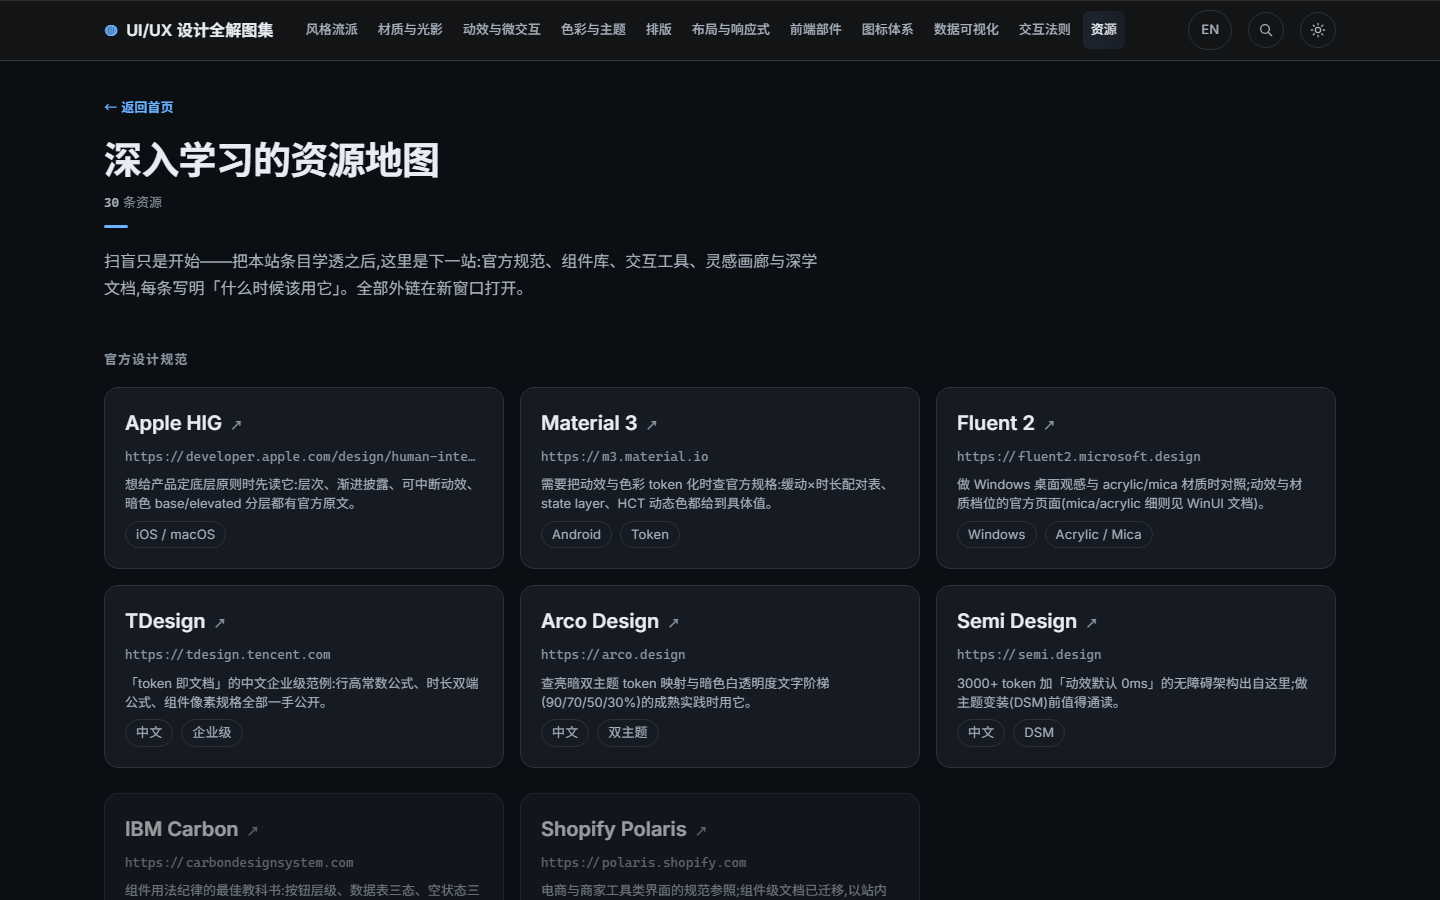 UI/UX 设计全解图集
风格流派 材质与光影 动效与微交互 色彩与主题 排版 布局与响应式 前端部件 图标体系 数据可视化 交互法则 资源
EN
← 返回首页
深入学习的资源地图
30 条资源
扫盲只是开始——把本站条目学透之后,这里是下一站:官方规范、组件库、交互工具、灵感画廊与深学
文档,每条写明「什么时候该用它」。全部外链在新窗口打开。
官方设计规范
Apple HIG ↗
https://developer.apple.com/design/human-inte…
想给产品定底层原则时先读它:层次、渐进披露、可中断动效、
暗色 base/elevated 分层都有官方原文。
iOS / macOS
Material 3 ↗
https://m3.material.io
需要把动效与色彩 token 化时查官方规格:缓动×时长配对表、
state layer、HCT 动态色都给到具体值。
Android Token
Fluent 2 ↗
https://fluent2.microsoft.design
做 Windows 桌面观感与 acrylic/mica 材质时对照;动效与材
质档位的官方页面(mica/acrylic 细则见 WinUI 文档)。
Windows Acrylic / Mica
TDesign ↗
https://tdesign.tencent.com
「token 即文档」的中文企业级范例:行高常数公式、时长双端
公式、组件像素规格全部一手公开。
中文 企业级
Arco Design ↗
https://arco.design
查亮暗双主题 token 映射与暗色白透明度文字阶梯
(90/70/50/30%)的成熟实践时用它。
中文 双主题
Semi Design ↗
https://semi.design
3000+ token 加「动效默认 0ms」的无障碍架构出自这里;做
主题变装(DSM)前值得通读。
中文 DSM
IBM Carbon ↗
https://carbondesignsystem.com
组件用法纪律的最佳教科书:按钮层级、数据表三态、空状态三
Shopify Polaris ↗
https://polaris.shopify.com
电商与商家工具类界面的规范参照;组件级文档已迁移,以站内